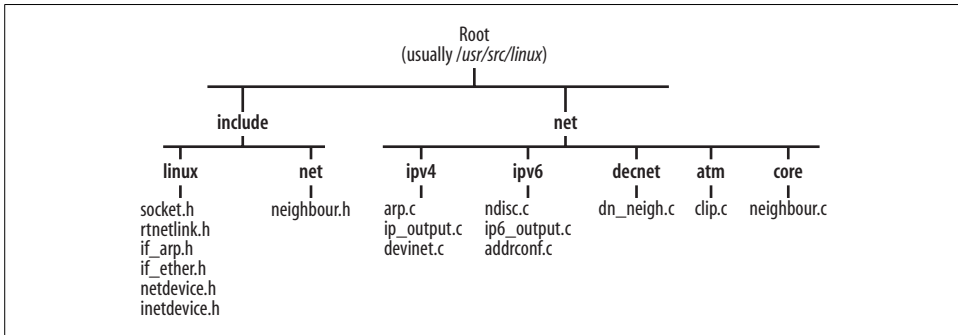 Root
(usually /usr/src/linux)
include
net
linux
net
ipv4
ipv6
decnet
atm
core
socket.h
rtnetlink.h
if_arp.h
if_ether.h
netdevice.h
inetdevice.h
neighbour.h
arp.c
ip_output.c
devinet.c
ndisc.c
ip6_output.c
addrconf.c
dn_neigh.c
clip.c
neighbour.c